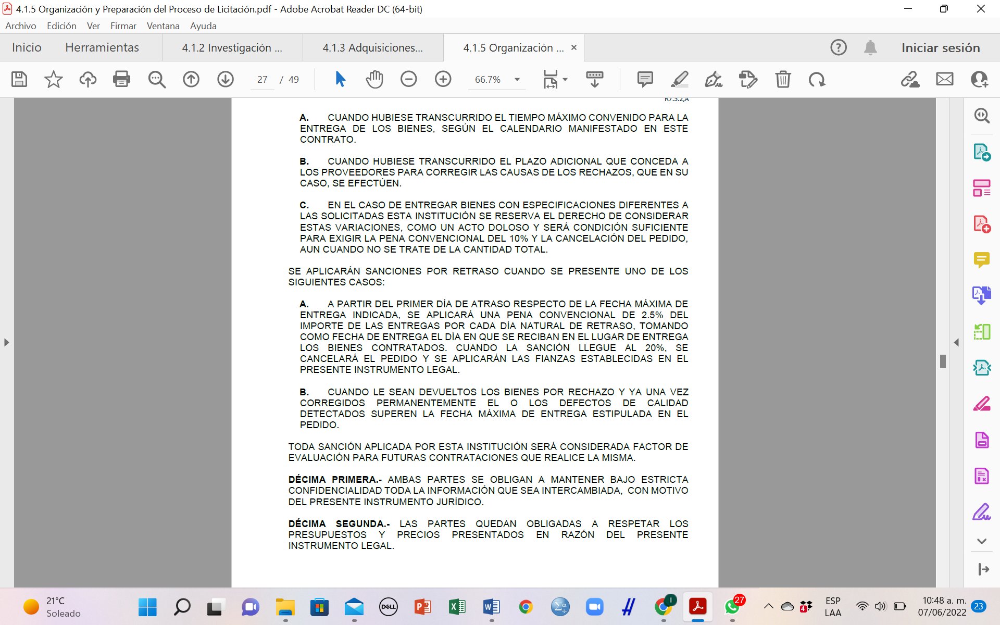 4.1.5 Organización y Preparación del Proceso de Licitación.pdf - Adobe Acrobat Reader DC (64-bit)
Archivo Edición Ver Firmar Ventana Ayuda
Inicio Herramientas 4.1.2 Investigación ... 4.1.3 Adquisiciones... 4.1.5 Organización ... Iniciar sesión
27 / 49 66.7%
R7.5.2,A
A. CUANDO HUBIESE TRANSCURRIDO EL TIEMPO MÁXIMO CONVENIDO PARA LA
ENTREGA DE LOS BIENES, SEGÚN EL CALENDARIO MANIFESTADO EN ESTE
CONTRATO.
B. CUANDO HUBIESE TRANSCURRIDO EL PLAZO ADICIONAL QUE CONCEDA A
LOS PROVEEDORES PARA CORREGIR LAS CAUSAS DE LOS RECHAZOS, QUE EN SU
CASO, SE EFECTÚEN.
C. EN EL CASO DE ENTREGAR BIENES CON ESPECIFICACIONES DIFERENTES A
LAS SOLICITADAS ESTA INSTITUCIÓN SE RESERVA EL DERECHO DE CONSIDERAR
ESTAS VARIACIONES, COMO UN ACTO DOLOSO Y SERÁ CONDICIÓN SUFICIENTE
PARA EXIGIR LA PENA CONVENCIONAL DEL 10% Y LA CANCELACIÓN DEL PEDIDO,
AUN CUANDO NO SE TRATE DE LA CANTIDAD TOTAL.
SE APLICARÁN SANCIONES POR RETRASO CUANDO SE PRESENTE UNO DE LOS
SIGUIENTES CASOS:
A. A PARTIR DEL PRIMER DÍA DE ATRASO RESPECTO DE LA FECHA MÁXIMA DE
ENTREGA INDICADA, SE APLICARÁ UNA PENA CONVENCIONAL DE 2.5% DEL
IMPORTE DE LAS ENTREGAS POR CADA DÍA NATURAL DE RETRASO, TOMANDO
COMO FECHA DE ENTREGA EL DÍA EN QUE SE RECIBAN EN EL LUGAR DE ENTREGA
LOS BIENES CONTRATADOS. CUANDO LA SANCIÓN LLEGUE AL 20%, SE
CANCELARÁ EL PEDIDO Y SE APLICARÁN LAS FIANZAS ESTABLECIDAS EN EL
PRESENTE INSTRUMENTO LEGAL.
B. CUANDO LE SEAN DEVUELTOS LOS BIENES POR RECHAZO Y YA UNA VEZ
CORREGIDOS PERMANENTEMENTE EL O LOS DEFECTOS DE CALIDAD
DETECTADOS SUPEREN LA FECHA MÁXIMA DE ENTREGA ESTIPULADA EN EL
PEDIDO.
TODA SANCIÓN APLICADA POR ESTA INSTITUCIÓN SERÁ CONSIDERADA FACTOR DE
EVALUACIÓN PARA FUTURAS CONTRATACIONES QUE REALICE LA MISMA.
DÉCIMA PRIMERA.- AMBAS PARTES SE OBLIGAN A MANTENER BAJO ESTRICTA
CONFIDENCIALIDAD TODA LA INFORMACIÓN QUE SEA INTERCAMBIADA, CON MOTIVO
DEL PRESENTE INSTRUMENTO JURÍDICO.
DÉCIMA SEGUNDA.- LAS PARTES QUEDAN OBLIGADAS A RESPETAR LOS
PRESUPUESTOS Y PRECIOS PRESENTADOS EN RAZÓN DEL PRESENTE
INSTRUMENTO LEGAL.
21°C
Soleado
DELL
27
4
ESP
LAA
10:48 a. m.
07/06/2022
23